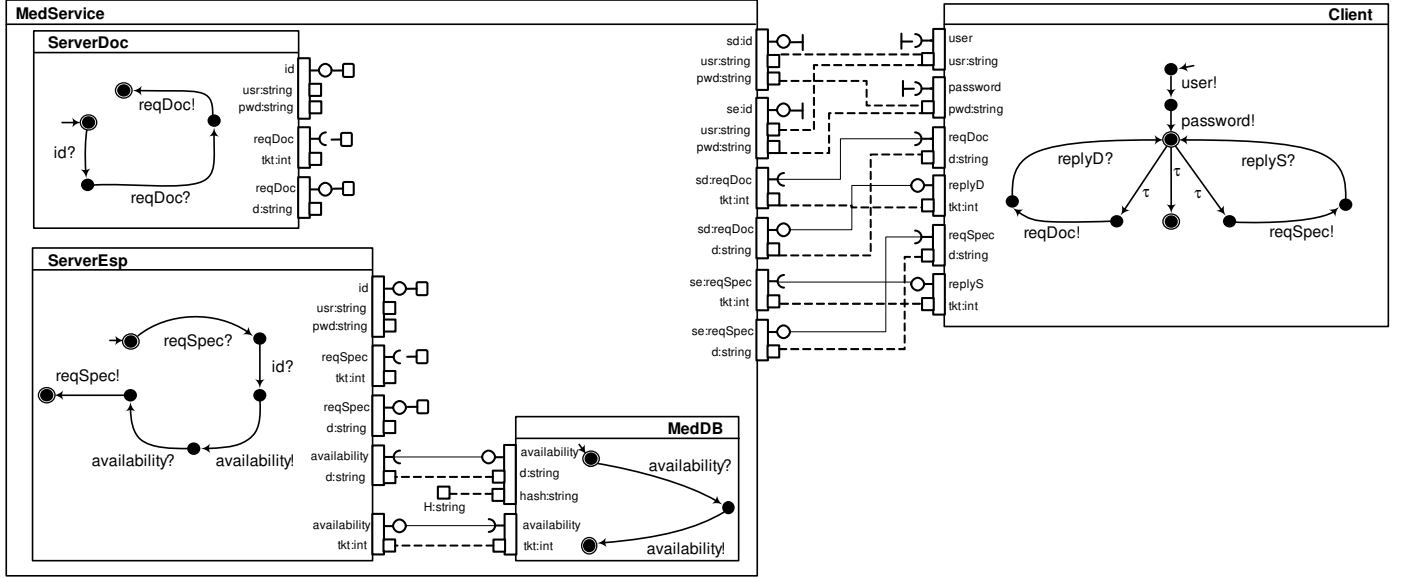 MedService
ServerDoc
id
usr:string
pwd:string
reqDoc
tkt:int
reqDoc
d:string
reqDoc!
id?
reqDoc?
ServerEsp
id
usr:string
pwd:string
reqSpec
tkt:int
reqSpec
d:string
availability
d:string
availability
tkt:int
reqSpec?
id?
reqSpec!
availability?
availability!
MedDB
availability
d:string
hash:string
availability
tkt:int
availability?
availability!
H:string
sd:id
usr:string
pwd:string
se:id
usr:string
pwd:string
sd:reqDoc
tkt:int
sd:reqDoc
d:string
se:reqSpec
tkt:int
se:reqSpec
d:string
Client
user
usr:string
password
pwd:string
reqDoc
d:string
replyD
tkt:int
reqSpec
d:string
replyS
tkt:int
user!
password!
replyD?
replyS?
τ
τ
τ
reqDoc!
reqSpec!